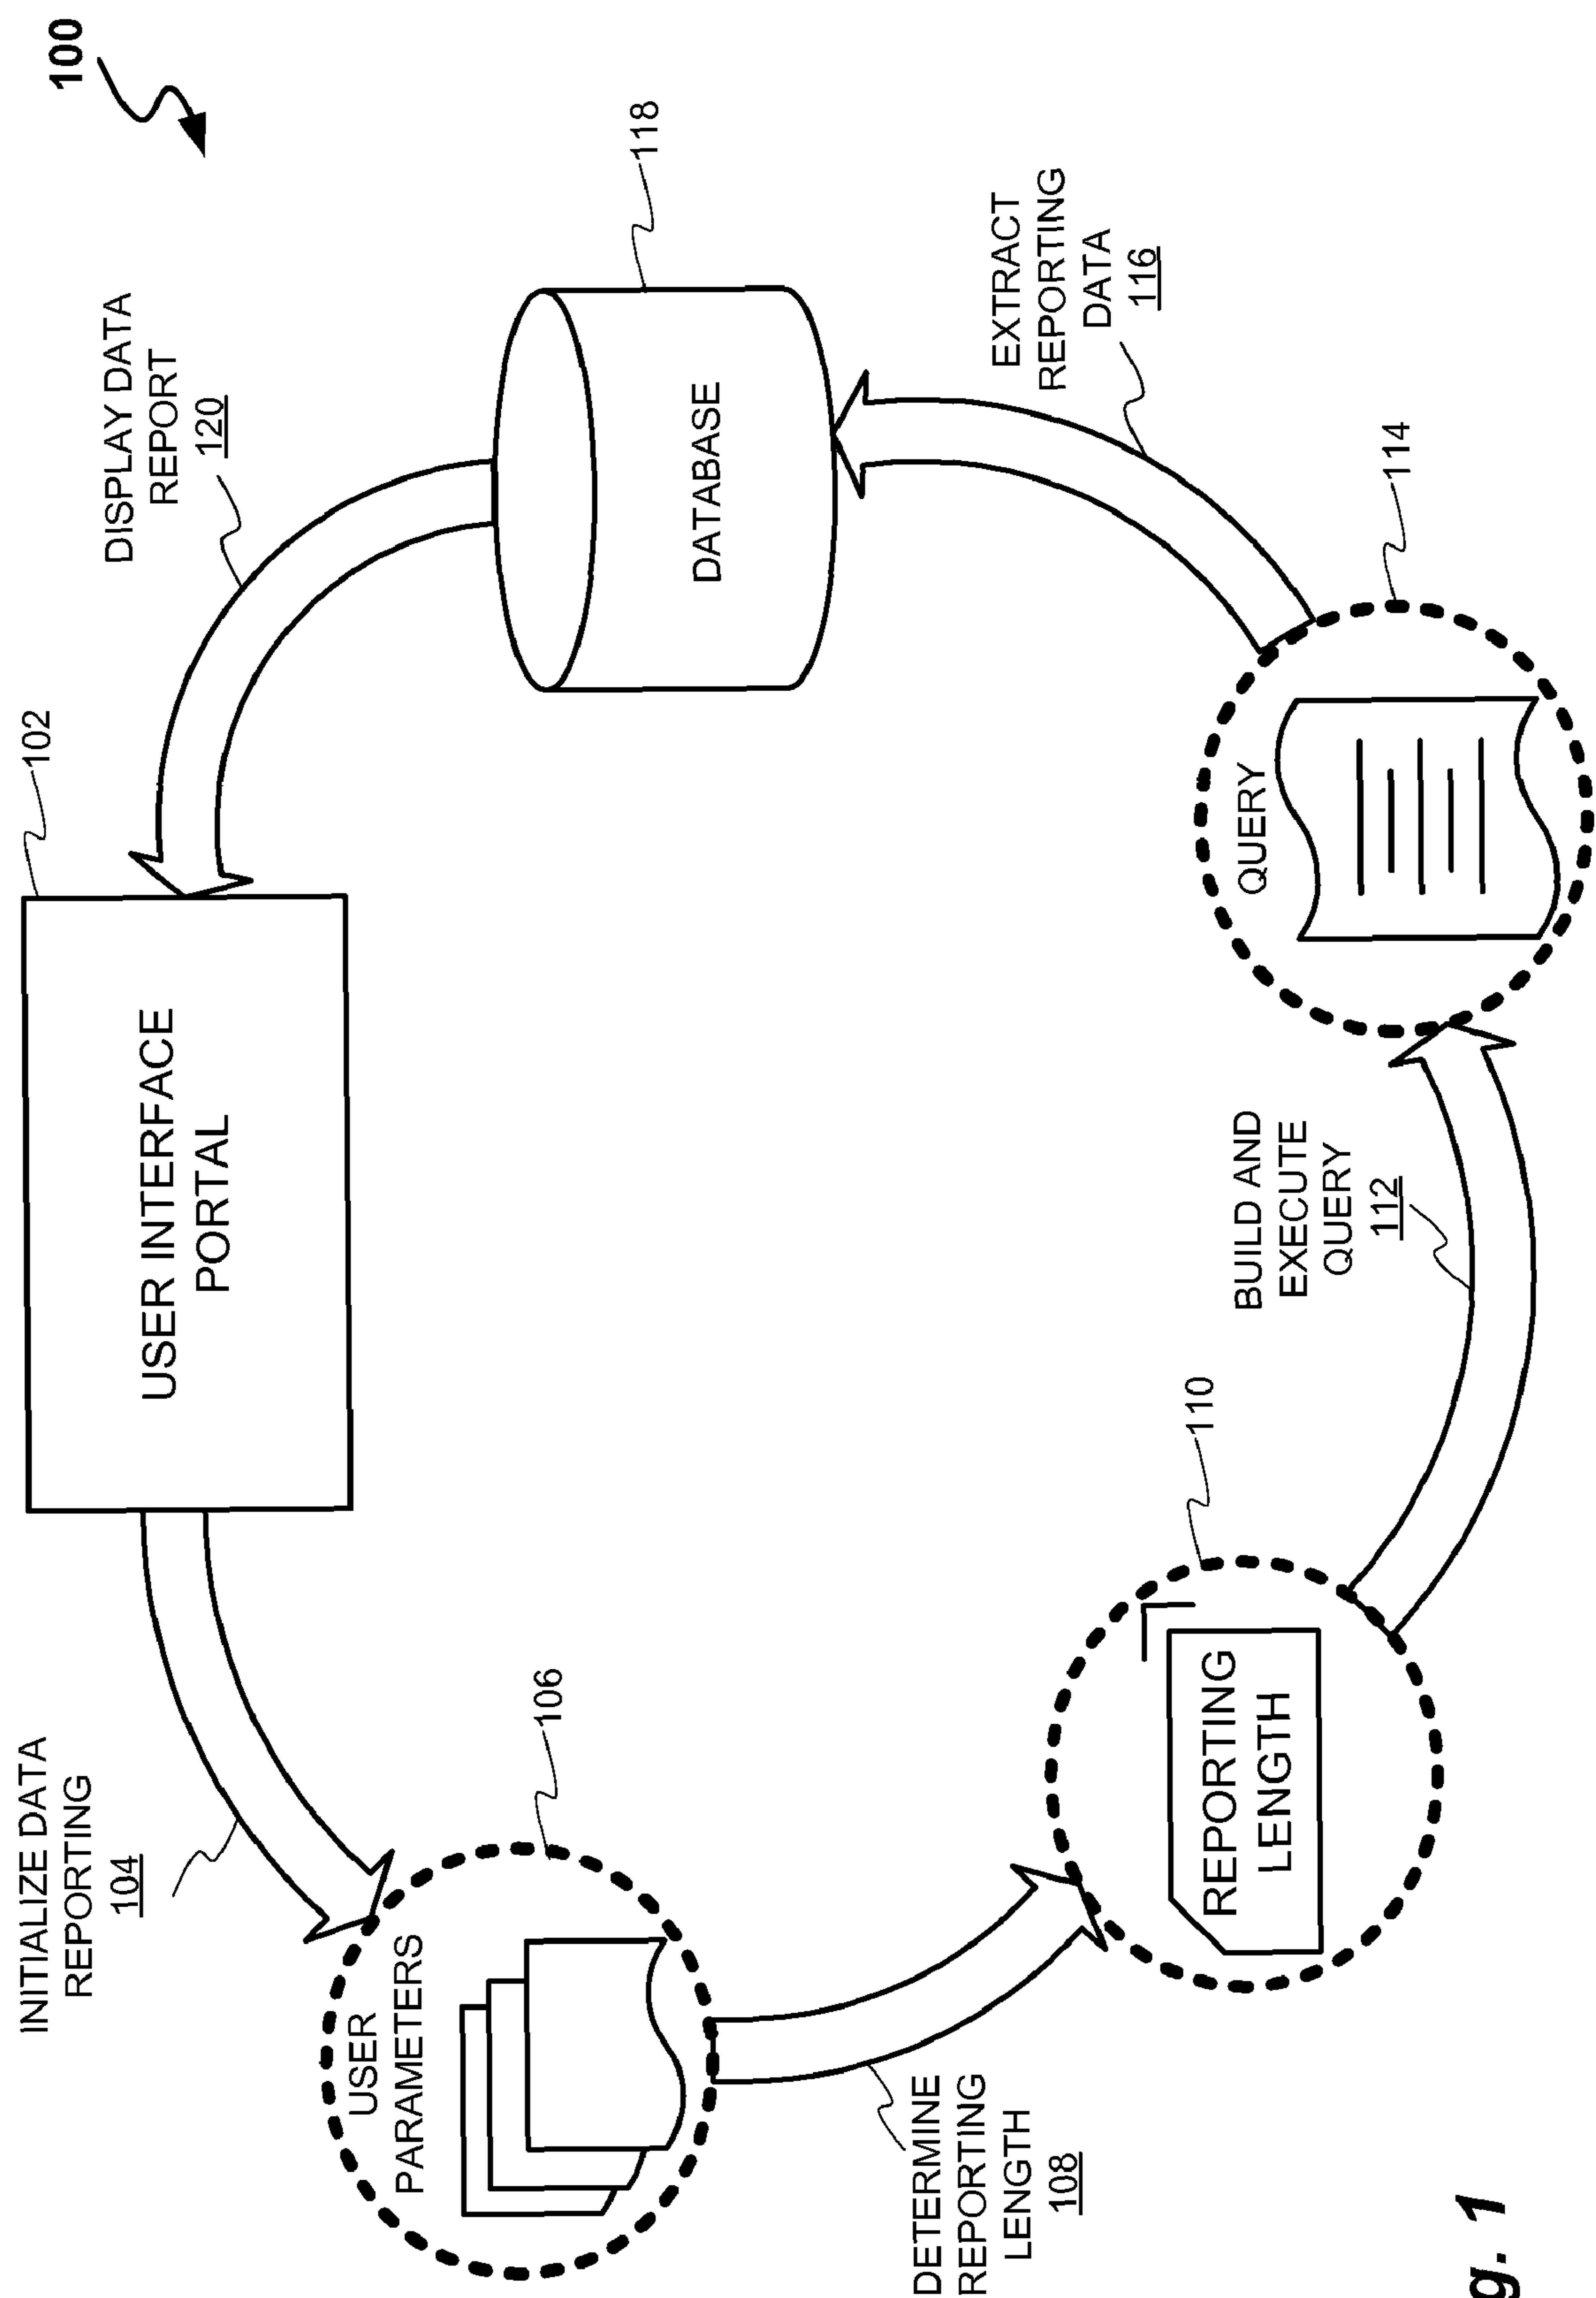 100
102
USER INTERFACE
PORTAL
INITIALIZE DATA
REPORTING
104
DISPLAY DATA
REPORT
120
USER
PARAMETERS
106
118
DATABASE
DETERMINE
REPORTING
LENGTH
108
110
REPORTING
LENGTH
BUILD AND
EXECUTE
QUERY
112
QUERY
114
EXTRACT
REPORTING
DATA
116
g. 1